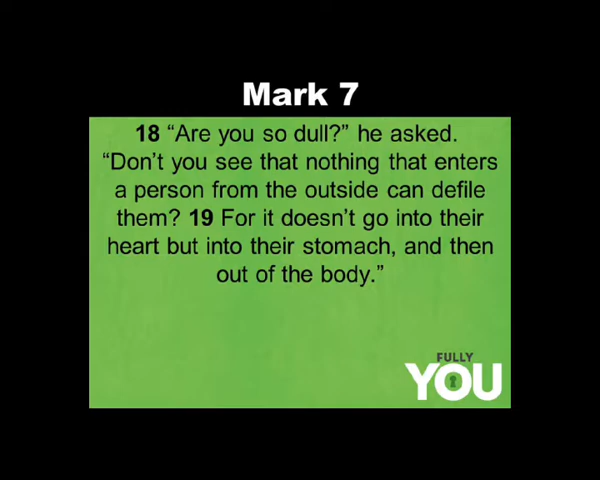 Mark 7
18 “Are you so dull?” he asked.
“Don’t you see that nothing that enters
a person from the outside can defile
them? 19 For it doesn’t go into their
heart but into their stomach, and then
out of the body.”
FULLY
YOU